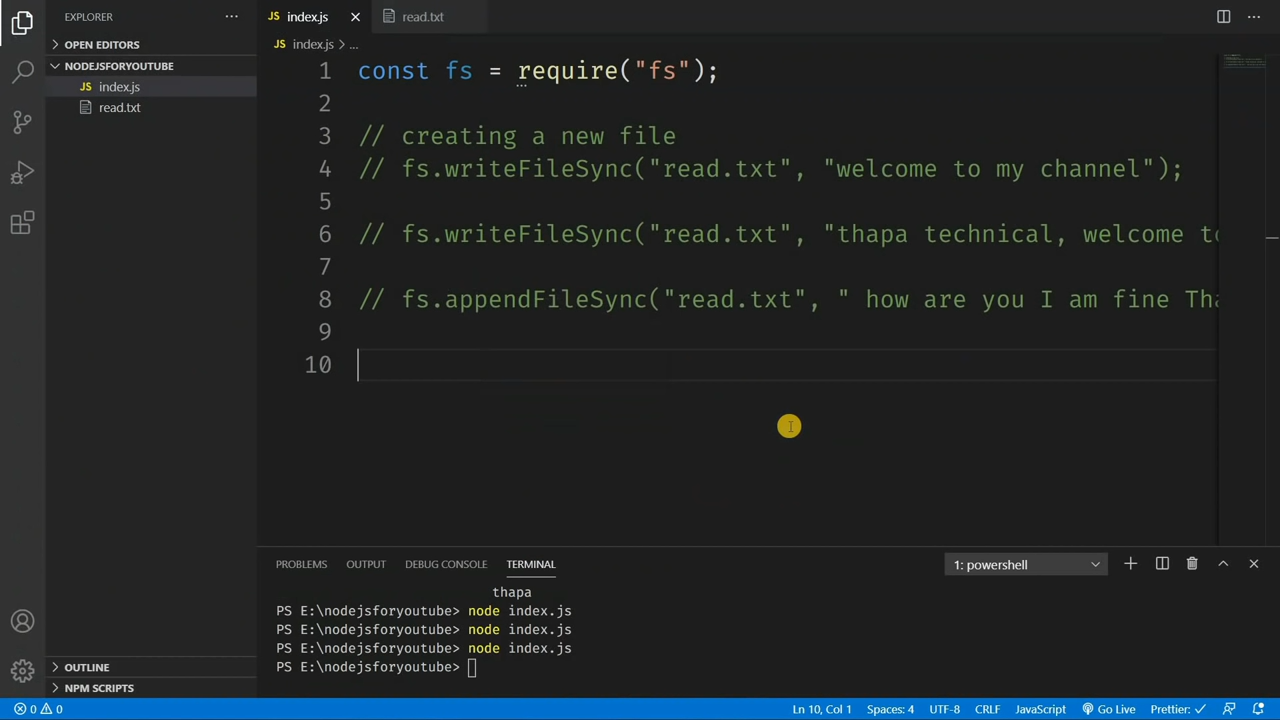 EXPLORER
···
JS index.js
read.txt
OPEN EDITORS
JS index.js > ...
NODEJSFORYOUTUBE
JS index.js
read.txt
1 const fs = require("fs");
2
3 // creating a new file
4 // fs.writeFileSync("read.txt", "welcome to my channel");
5
6 // fs.writeFileSync("read.txt", "thapa technical, welcome to
7
8 // fs.appendFileSync("read.txt", " how are you I am fine Tha
9
10
PROBLEMS OUTPUT DEBUG CONSOLE TERMINAL
1: powershell
thapa
PS E:\nodejsforyoutube> node index.js
PS E:\nodejsforyoutube> node index.js
PS E:\nodejsforyoutube> node index.js
PS E:\nodejsforyoutube>
OUTLINE
NPM SCRIPTS
0 0
Ln 10, Col 1 Spaces: 4 UTF-8 CRLF JavaScript Go Live Prettier: ✓